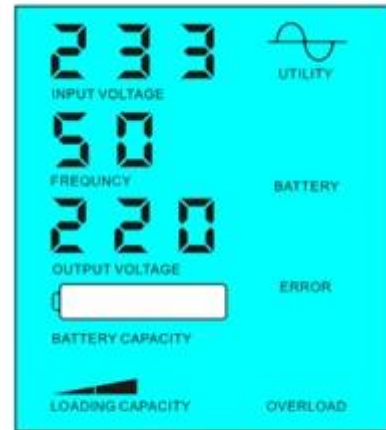 233
INPUT VOLTAGE
UTILITY
50
FREQUNCY
BATTERY
220
OUTPUT VOLTAGE
ERROR
BATTERY CAPACITY
LOADING CAPACITY
OVERLOAD